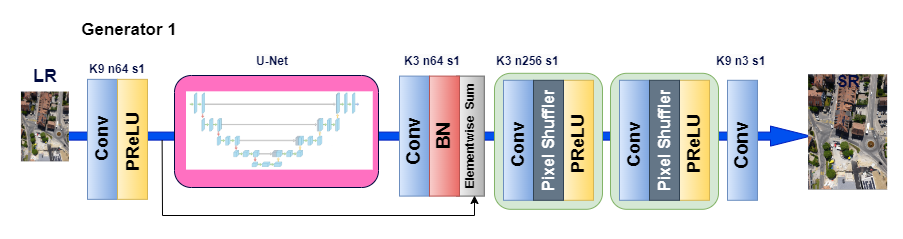 Generator 1
U-Net
LR
K9 n64 s1
K3 n64 s1
K3 n256 s1
K9 n3 s1
SR
Conv
PReLU
Conv
BN
Elementwise Sum
Conv
Pixel Shuffler
PReLU
Conv
Pixel Shuffler
PReLU
Conv